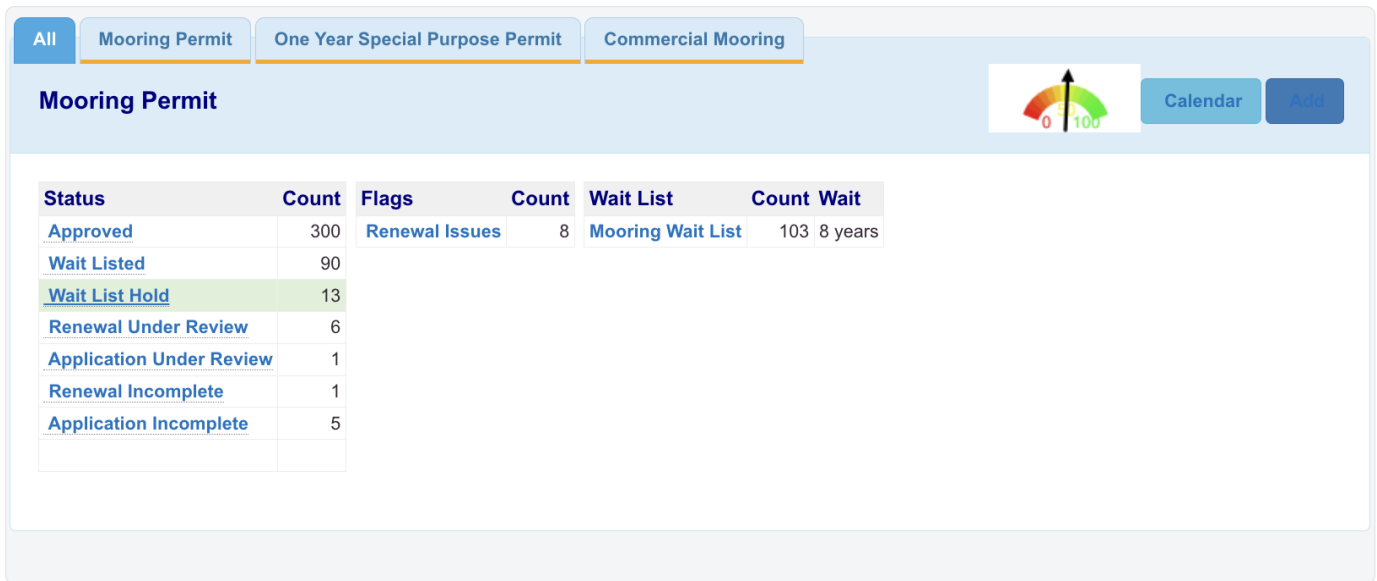 All Mooring Permit One Year Special Purpose Permit Commercial Mooring
Mooring Permit
0 50 100
Calendar Add
Status Count Flags Count Wait List Count Wait
Approved 300 Renewal Issues 8 Mooring Wait List 103 8 years
Wait Listed 90
Wait List Hold 13
Renewal Under Review 6
Application Under Review 1
Renewal Incomplete 1
Application Incomplete 5